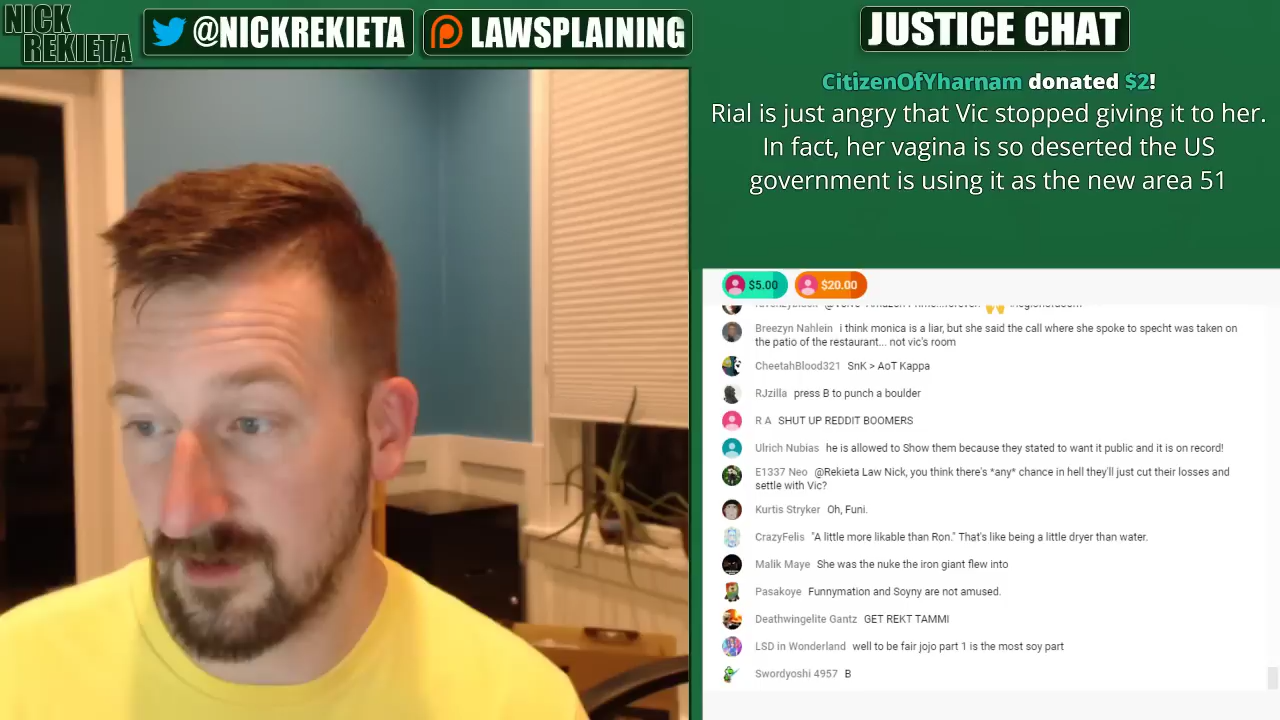 NICK
REKIETA
@NICKREKIETA
LAWSPLAINING
JUSTICE CHAT
CitizenOfYharnam donated $2!
Rial is just angry that Vic stopped giving it to her.
In fact, her vagina is so deserted the US
government is using it as the new area 51
$5.00
$20.00
Breezyn Nahlein i think monica is a liar, but she said the call where she spoke to specht was taken on
the patio of the restaurant... not vic's room
CheetahBlood321 SnK > AoT Kappa
RJzilla press B to punch a boulder
R A SHUT UP REDDIT BOOMERS
Ulrich Nubias he is allowed to Show them because they stated to want it public and it is on record!
E1337 Neo @Rekieta Law Nick, you think there's *any* chance in hell they'll just cut their losses and
settle with Vic?
Kurtis Stryker Oh, Funi.
CrazyFelis "A little more likable than Ron." That's like being a little dryer than water.
Malik Maye She was the nuke the iron giant flew into
Pasakoye Funnymation and Soyny are not amused.
Deathwingelite Gantz GET REKT TAMMI
LSD in Wonderland well to be fair jojo part 1 is the most soy part
Swordyoshi 4957 B